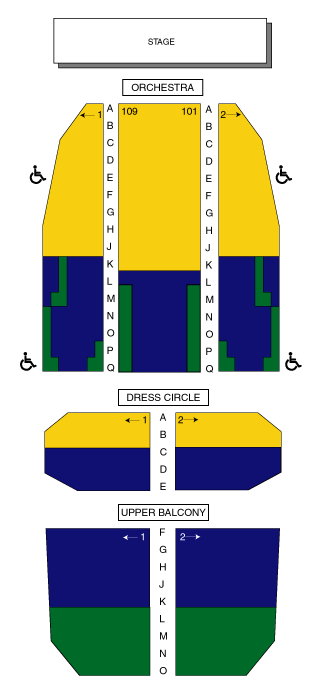 STAGE
ORCHESTRA
← 1 A 109 101 A 2 →
B B
C C
D D
E E
F F
G G
H H
J J
K K
L L
M M
N N
O O
P P
Q Q
DRESS CIRCLE
← 1 A 2 →
B
C
D
E
UPPER BALCONY
← 1 F 2 →
G
H
J
K
L
M
N
O